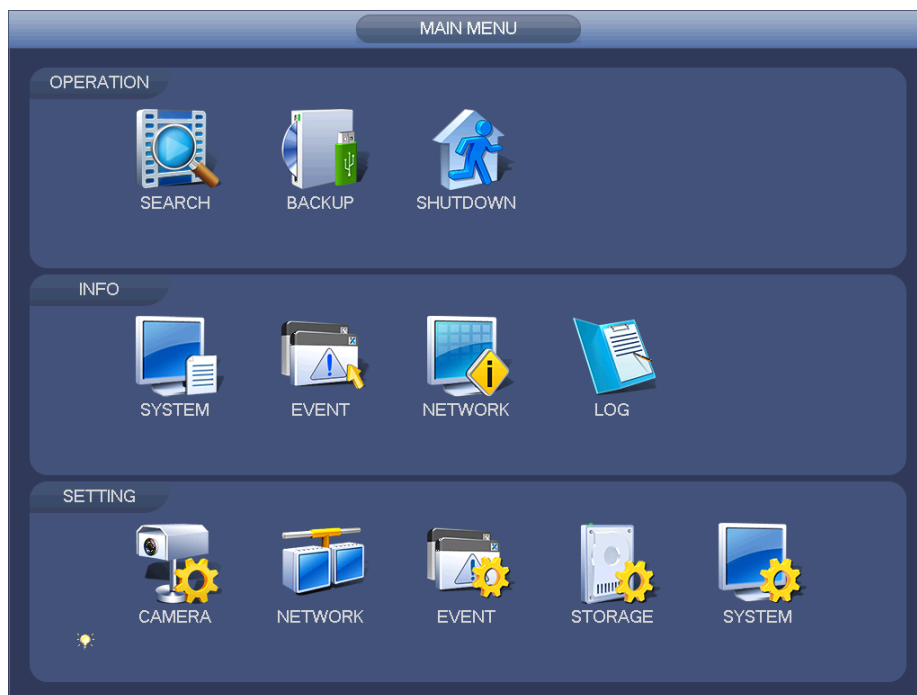 MAIN MENU
OPERATION
SEARCH BACKUP SHUTDOWN
INFO
SYSTEM EVENT NETWORK LOG
SETTING
CAMERA NETWORK EVENT STORAGE SYSTEM